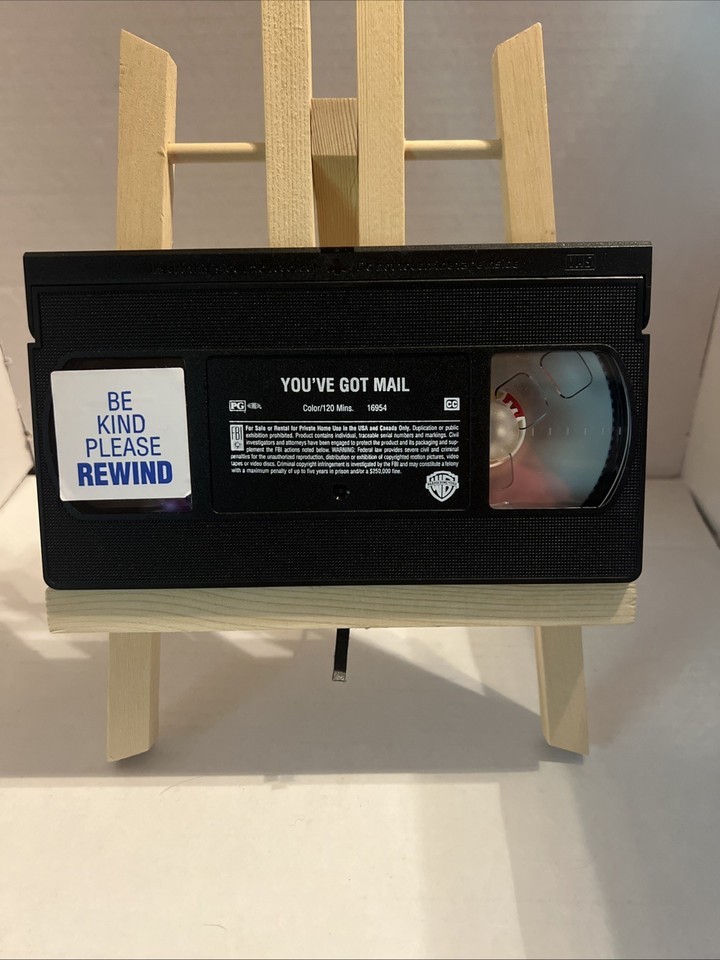 VHS
BE
KIND
PLEASE
REWIND
YOU'VE GOT MAIL
PG
Color/120 Mins. 16954
CC
FBI
For Sale or Rental for Private Home Use in the USA and Canada Only. Duplication or public
exhibition prohibited. Product contains individual, traceable serial numbers and markings. Civil
investigators and attorneys have been engaged to protect the product and its packaging and sup-
plement the FBI actions noted below. WARNING: Federal law provides severe civil and criminal
penalties for the unauthorized reproduction, distribution or exhibition of copyrighted motion pictures, video
tapes or video discs. Criminal copyright infringement is investigated by the FBI and may constitute a felony
with a maximum penalty of up to five years in prison and/or a $250,000 fine.